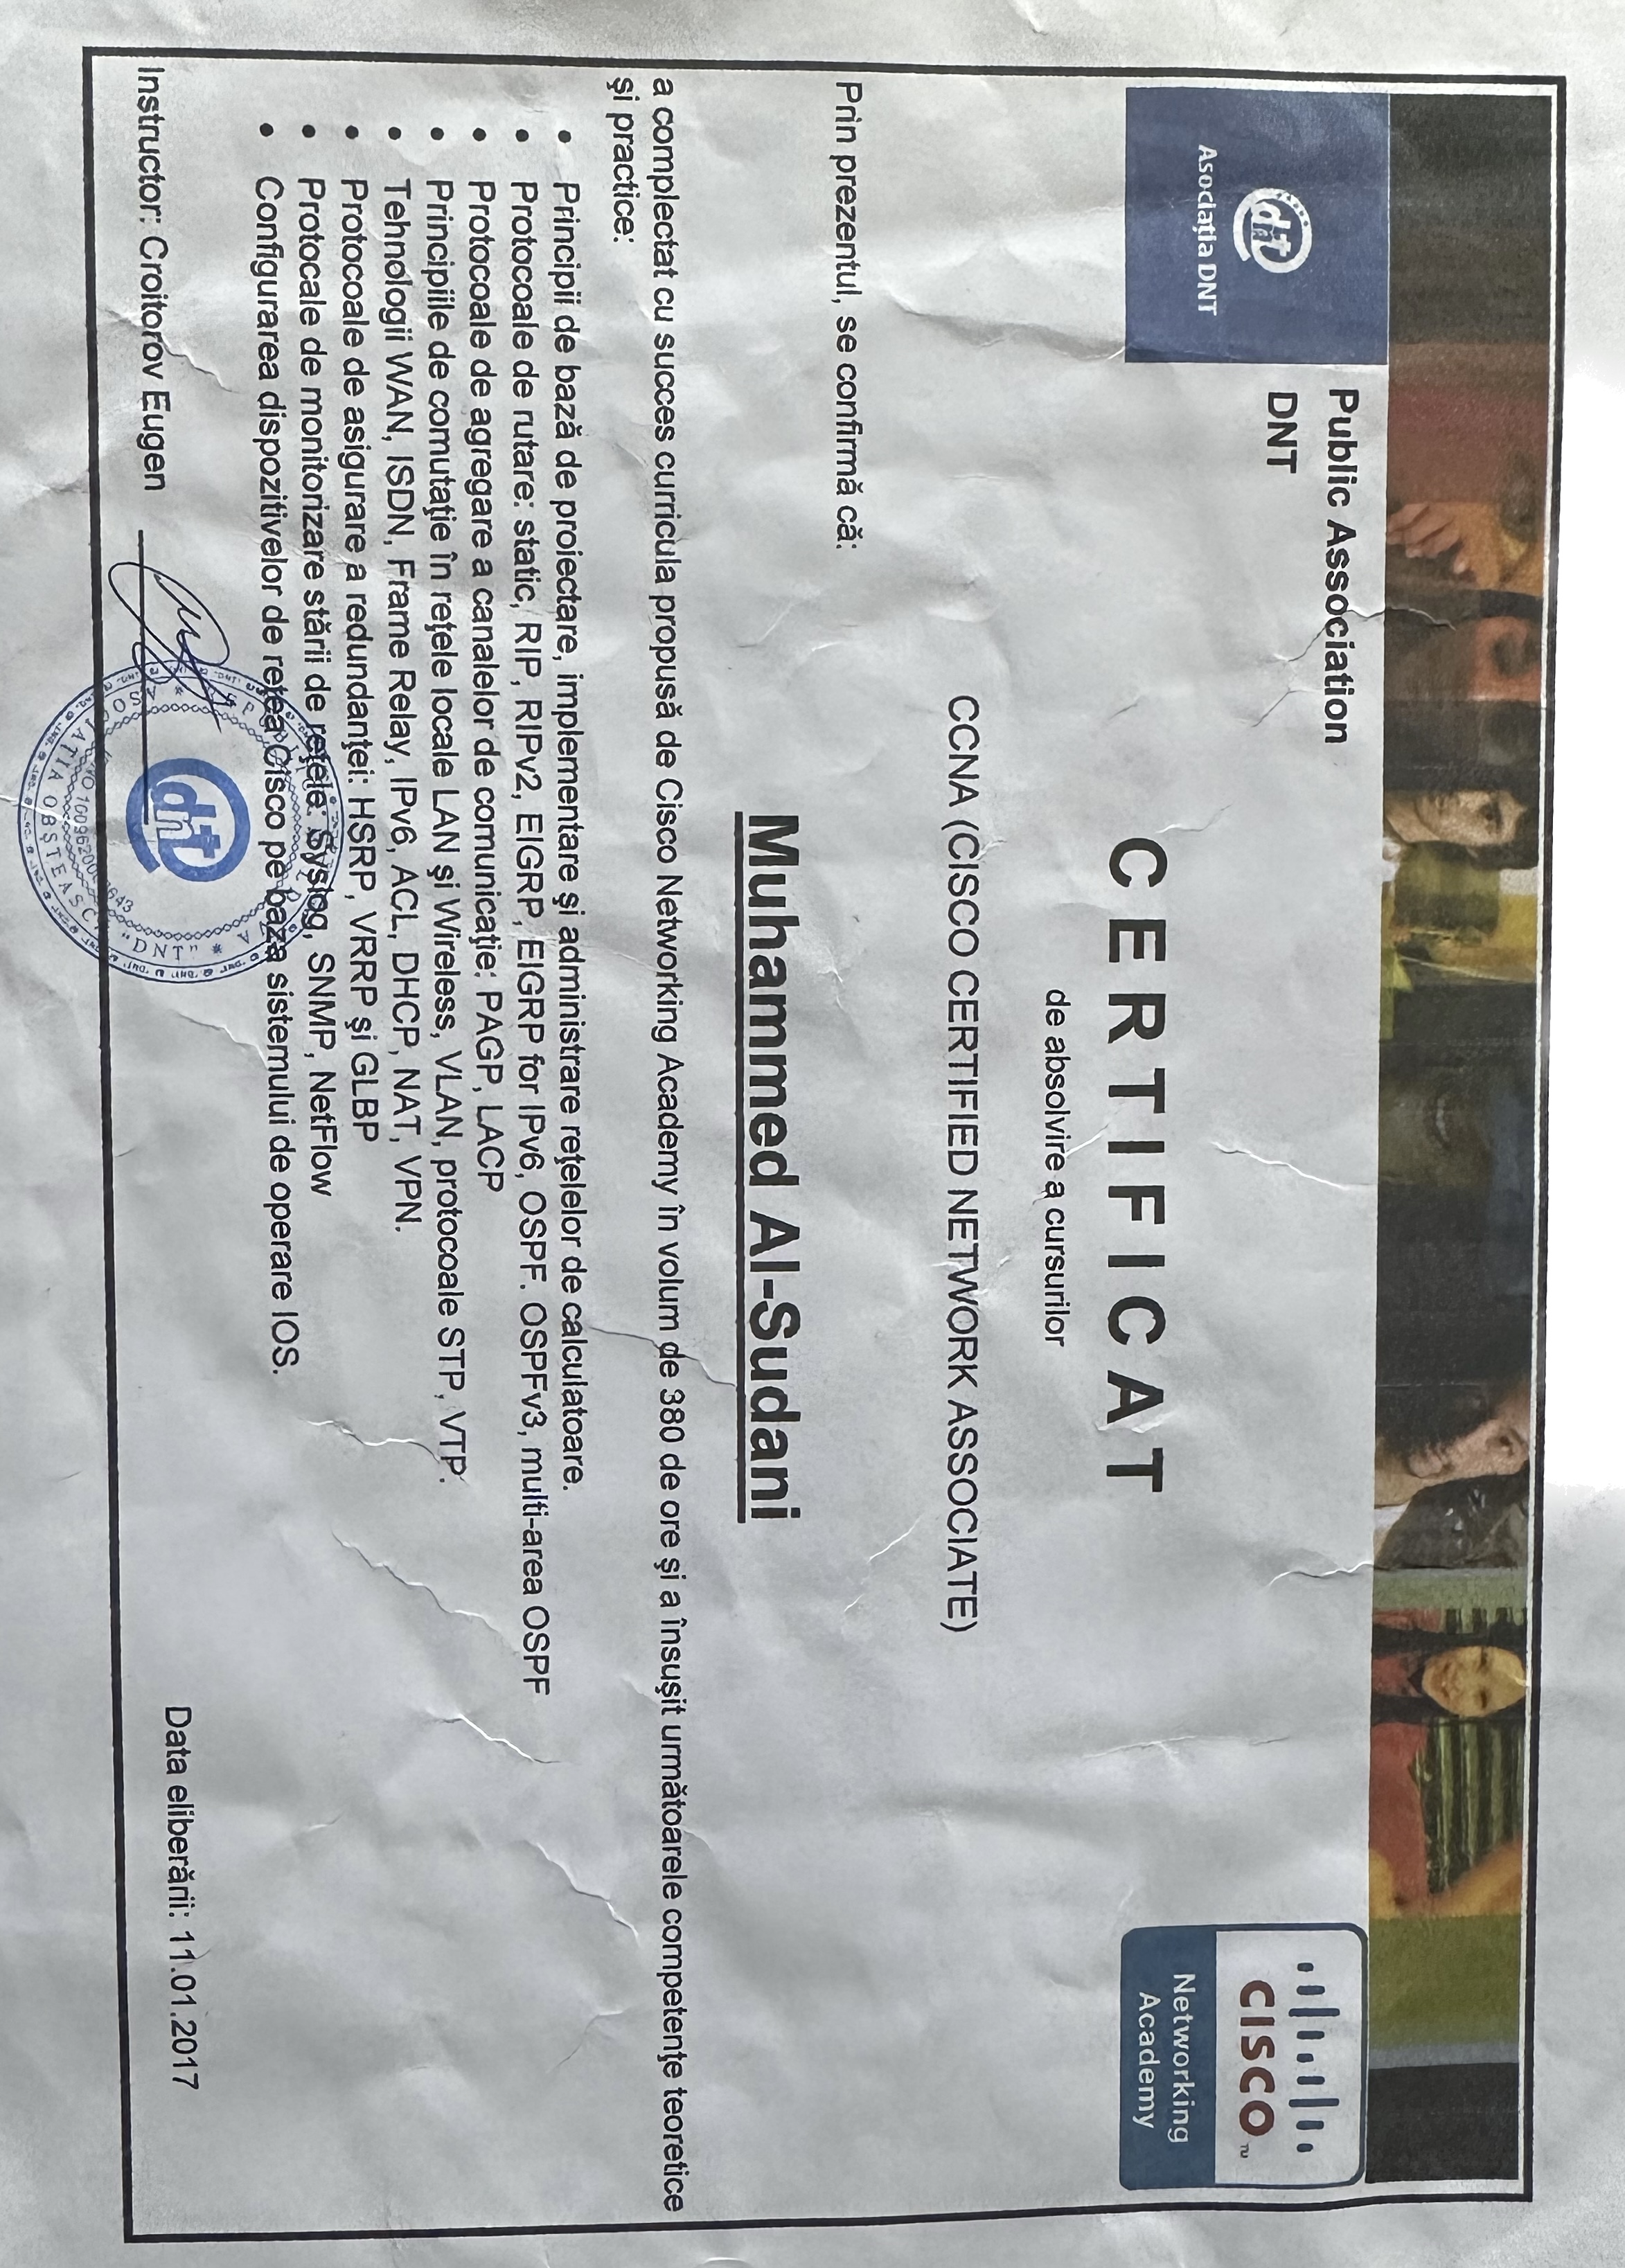 Public Association
DNT
Asociaţia DNT
CISCO TM
Networking
Academy
CERTIFICAT
de absolvire a cursurilor
CCNA (CISCO CERTIFIED NETWORK ASSOCIATE)
Prin prezentul, se confirmă că:
Muhammed Al-Sudani
a complectat cu succes curricula propusă de Cisco Networking Academy în volum de 380 de ore şi a însuşit următoarele competenţe teoretice
şi practice:
• Principii de bază de proiectare, implementare şi administrare reţelelor de calculatoare.
• Protocoale de rutare: static, RIP, RIPv2, EIGRP, EIGRP for IPv6, OSPF. OSPFv3, multi-area OSPF
• Protocoale de agregare a canalelor de comunicaţie: PAGP, LACP
• Principiile de comutaţie în reţele locale LAN şi Wireless, VLAN, protocoale STP, VTP.
• Tehnologii WAN, ISDN, Frame Relay, IPv6, ACL, DHCP, NAT, VPN.
• Protocoale de asigurare a redundanţei: HSRP, VRRP şi GLBP
• Protocale de monitorizare stării de reţele: Syslog, SNMP, NetFlow
• Configurarea dispozitivelor de reţea Cisco pe baza sistemului de operare IOS.
Instructor: Croitorov Eugen
Data eliberării: 11.01.2017
REPUBLICA MOLDOVA
ASOCIAŢIA OBŞTEASCĂ "DNT"
dnt